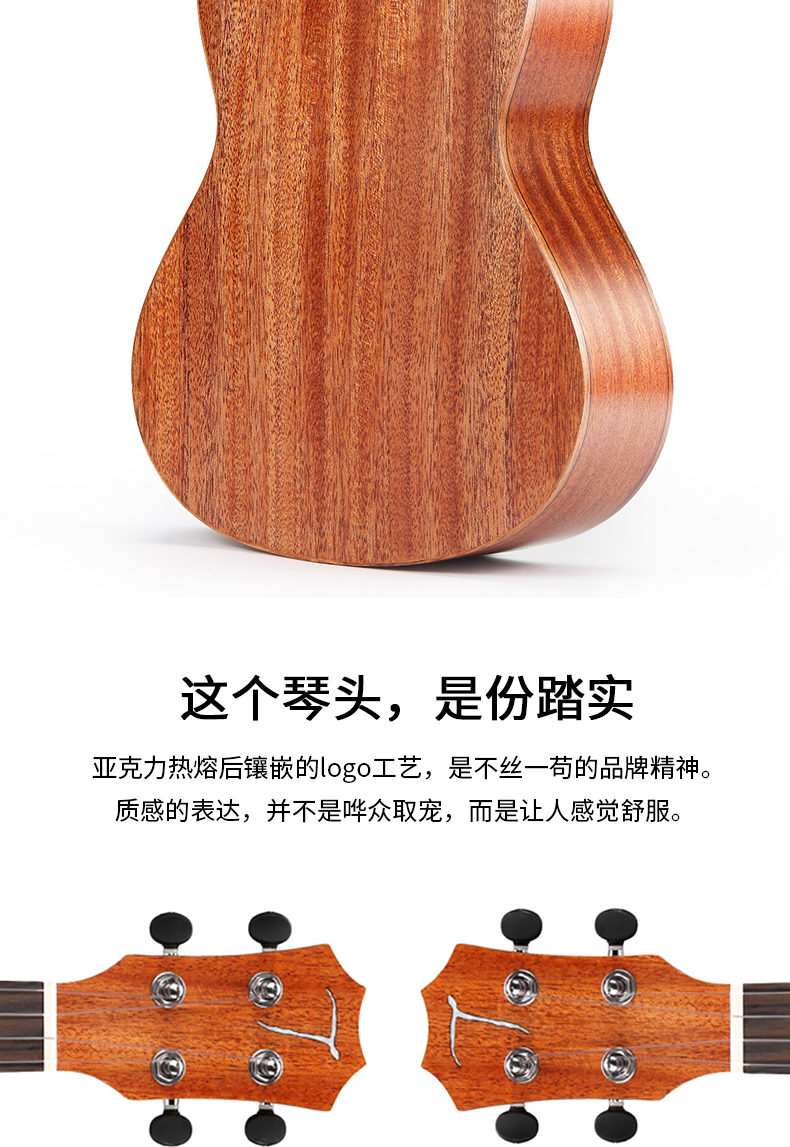 这个琴头，是份踏实
亚克力热熔后镶嵌的logo工艺，是不丝一苟的品牌精神。
质感的表达，并不是哗众取宠，而是让人感觉舒服。